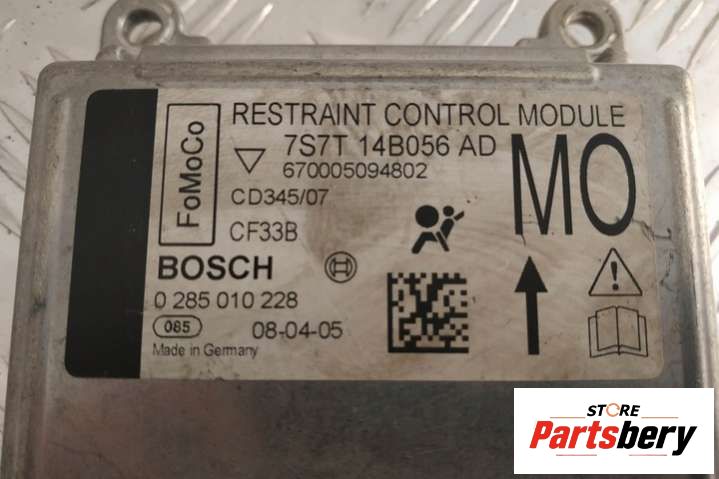 FoMoCo
RESTRAINT CONTROL MODULE
7S7T 14B056 AD
670005094802
CD345/07
CF33B
MO
BOSCH
0 285 010 228
085
08-04-05
Made in Germany
STORE
Partsbery